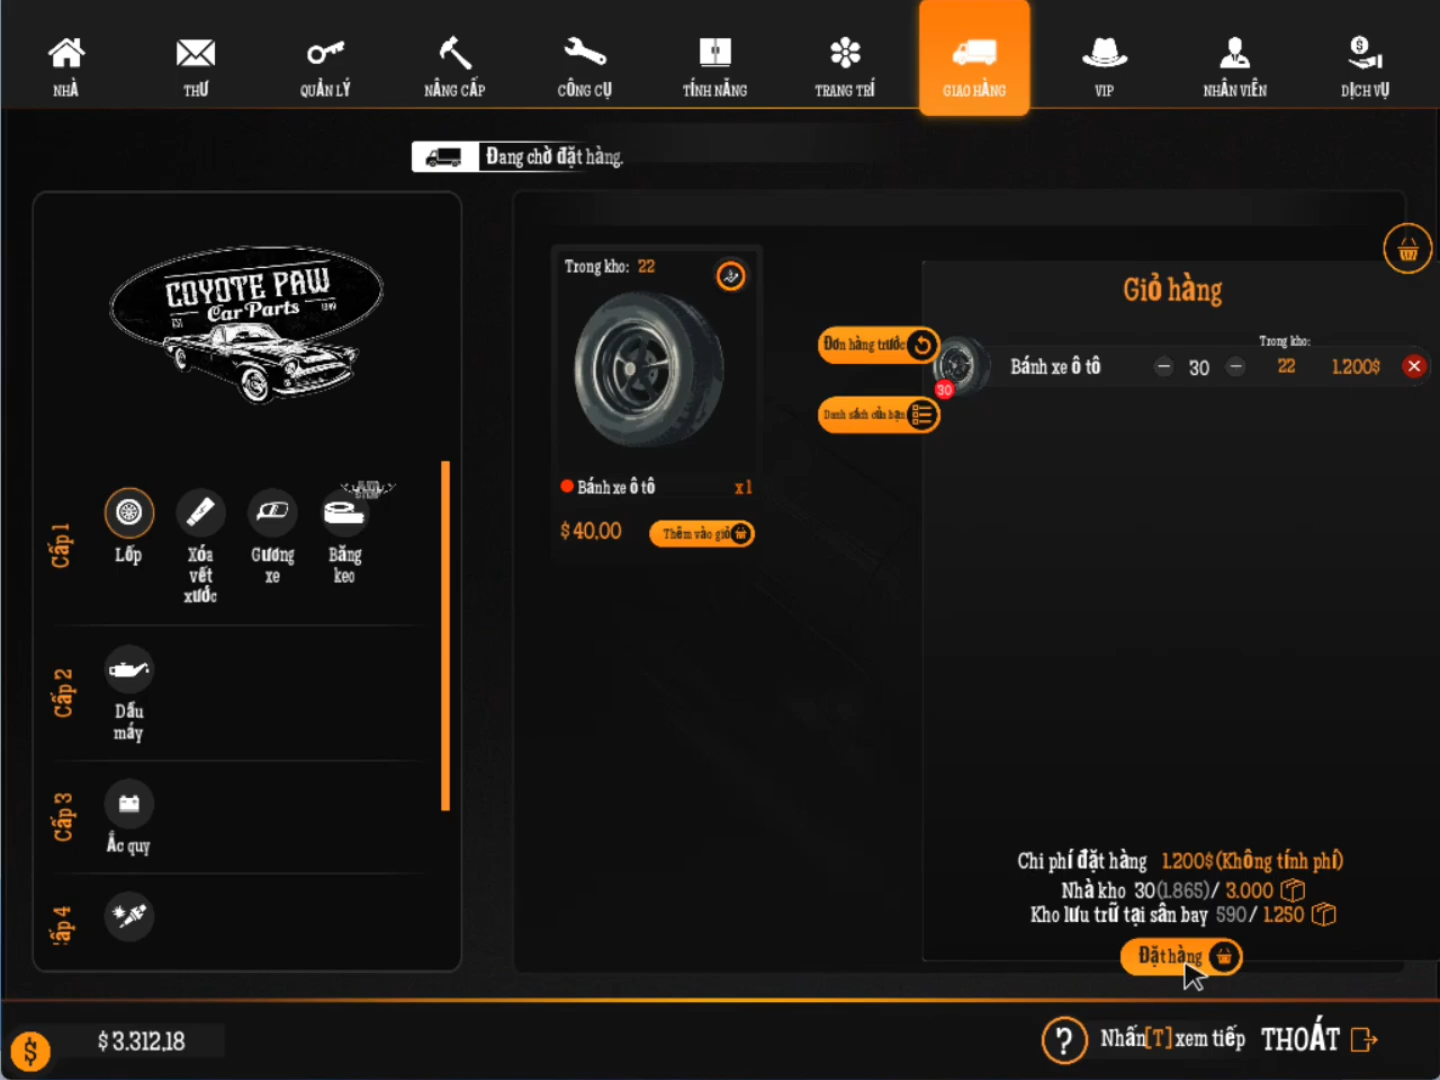 NHÀ
THƯ
QUẢN LÝ
NÂNG CẤP
CÔNG CỤ
TÍNH NĂNG
TRANG TRÍ
GIAO HÀNG
VIP
NHÂN VIÊN
DỊCH VỤ
Đang chờ đặt hàng.
COYOTE PAW
Car Parts
Cấp 1
Lốp
Xóa
vết
xước
Gương
xe
Băng
keo
Cấp 2
Dầu
máy
Cấp 3
Ắc quy
ấp 4
Trong kho: 22
Bánh xe ô tô x1
$ 40,00
Thêm vào giỏ
Đơn hàng trước
Danh sách của bạn
Giỏ hàng
Trong kho:
Bánh xe ô tô − 30 − 22 1.200$
30
Chi phí đặt hàng 1.200$(Không tính phí)
Nhà kho 30(1.865)/ 3.000
Kho lưu trữ tại sân bay 590/ 1.250
Đặt hàng
$ 3.312,18
? Nhấn[T]xem tiếp THOÁT